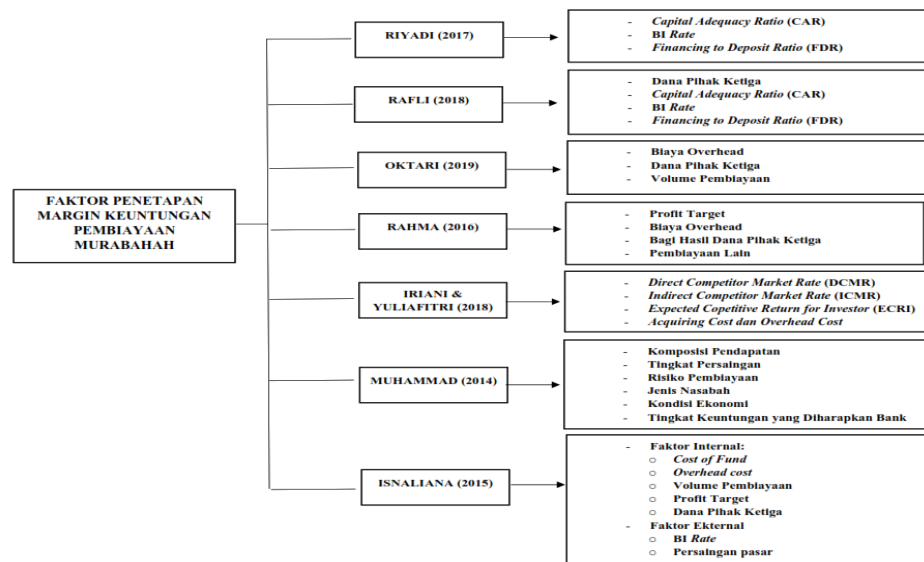 FAKTOR PENETAPAN
MARGIN KEUNTUNGAN
PEMBIAYAAN
MURABAHAH
RIYADI (2017)
- Capital Adequacy Ratio (CAR)
- BI Rate
- Financing to Deposit Ratio (FDR)
RAFLI (2018)
- Dana Pihak Ketiga
- Capital Adequacy Ratio (CAR)
- BI Rate
- Financing to Deposit Ratio (FDR)
OKTARI (2019)
- Biaya Overhead
- Dana Pihak Ketiga
- Volume Pembiayaan
RAHMA (2016)
- Profit Target
- Biaya Overhead
- Bagi Hasil Dana Pihak Ketiga
- Pembiayaan Lain
IRIANI &
YULIAFITRI (2018)
- Direct Competitor Market Rate (DCMR)
- Indirect Competitor Market Rate (ICMR)
- Expected Copetitive Return for Investor (ECRI)
- Acquiring Cost dan Overhead Cost
MUHAMMAD (2014)
- Komposisi Pendapatan
- Tingkat Persaingan
- Risiko Pembiayaan
- Jenis Nasabah
- Kondisi Ekonomi
- Tingkat Keuntungan yang Diharapkan Bank
ISNALIANA (2015)
- Faktor Internal:
o Cost of Fund
o Overhead cost
o Volume Pembiayaan
o Profit Target
o Dana Pihak Ketiga
- Faktor Ekternal
o BI Rate
o Persaingan pasar